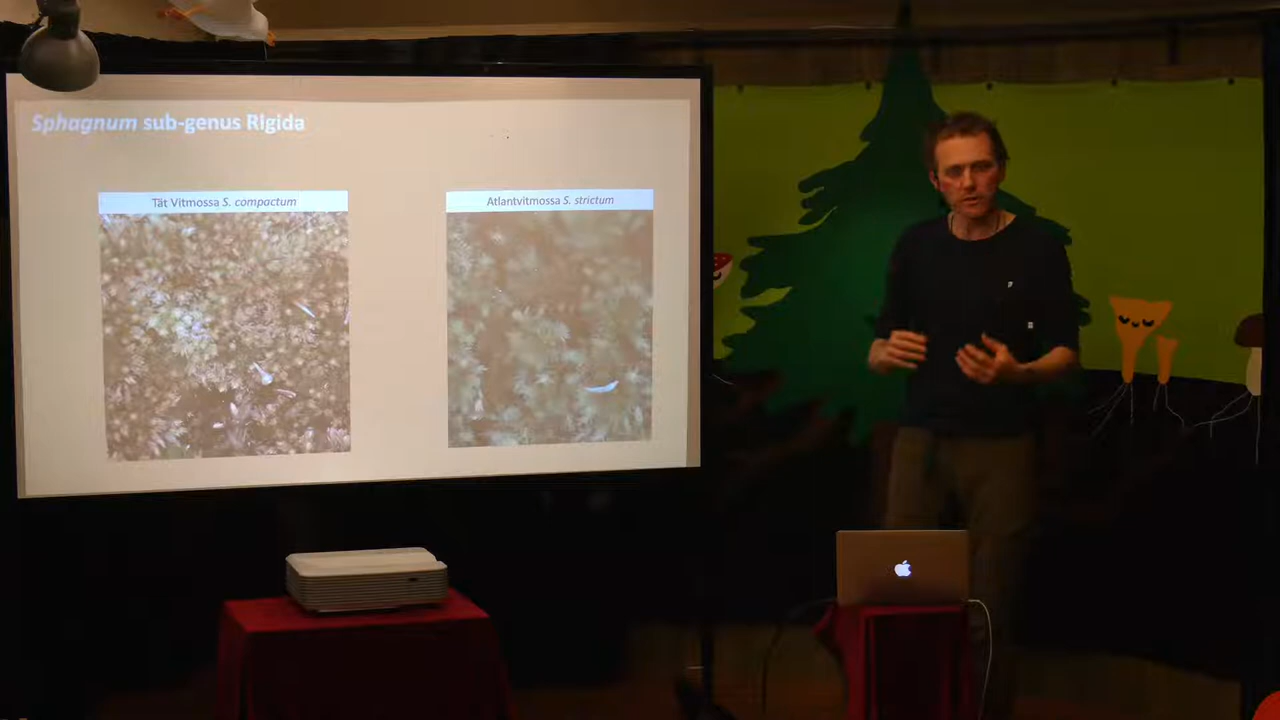 Sphagnum sub-genus Rigida
Tät Vitmossa S. compactum
Atlantvitmossa S. strictum